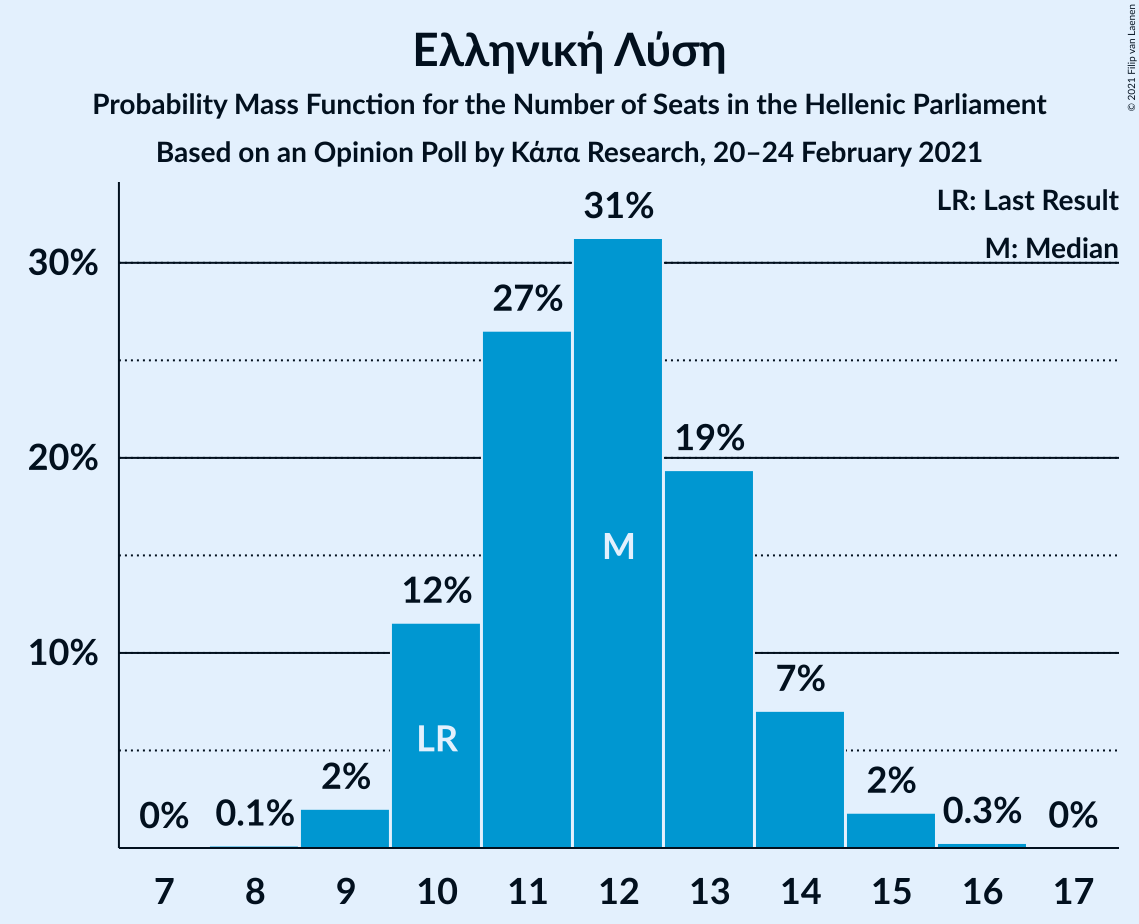 Ελληνική Λύση
Probability Mass Function for the Number of Seats in the Hellenic Parliament
Based on an Opinion Poll by Κάπα Research, 20–24 February 2021
© 2021 Filip van Laenen
LR: Last Result
M: Median
30%
20%
10%
0%
0.1%
2%
12%
27%
31%
19%
7%
2%
0.3%
0%
LR
M
7 8 9 10 11 12 13 14 15 16 17